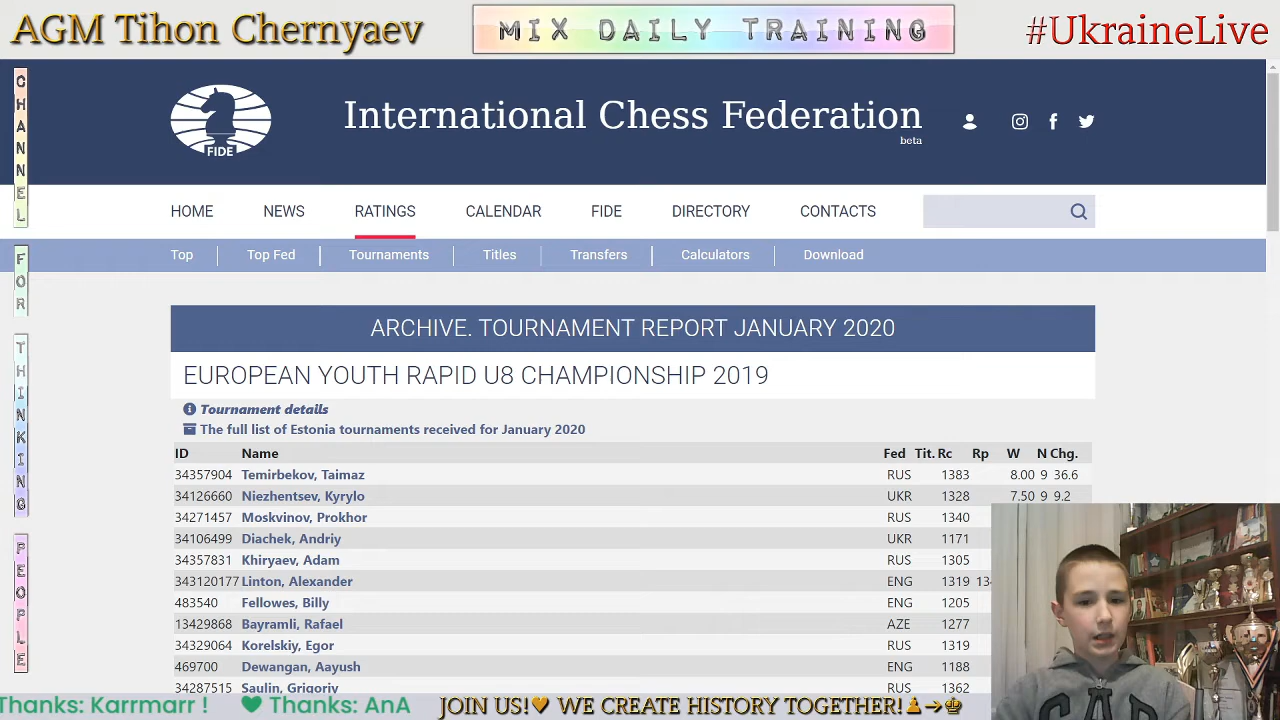 AGM Tihon Chernyaev
MIX DAILY TRAINING
#UkraineLive
CHANNEL
FOR
THINKING
PEOPLE
FIDE
International Chess Federation
beta
HOME NEWS RATINGS CALENDAR FIDE DIRECTORY CONTACTS
Top Top Fed Tournaments Titles Transfers Calculators Download
ARCHIVE. TOURNAMENT REPORT JANUARY 2020
EUROPEAN YOUTH RAPID U8 CHAMPIONSHIP 2019
Tournament details
The full list of Estonia tournaments received for January 2020
ID Name Fed Tit. Rc Rp W N Chg.
34357904 Temirbekov, Taimaz RUS 1383 8.00 9 36.6
34126660 Niezhentsev, Kyrylo UKR 1328 7.50 9 9.2
34271457 Moskvinov, Prokhor RUS 1340
34106499 Diachek, Andriy UKR 1171
34357831 Khiryaev, Adam RUS 1305
343120177 Linton, Alexander ENG 1319
483540 Fellowes, Billy ENG 1205
13429868 Bayramli, Rafael AZE 1277
34329064 Korelskiy, Egor RUS 1319
469700 Dewangan, Aayush ENG 1188
34287515 Saulin, Grigoriy RUS 1362
Thanks: Karrmarr ! 💚 Thanks: AnA JOIN US!🧡 WE CREATE HISTORY TOGETHER!♟→♚